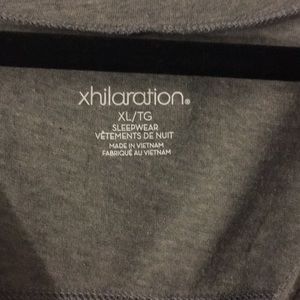 xhilaration®
XL/TG
SLEEPWEAR
VÊTEMENTS DE NUIT
MADE IN VIETNAM
FABRIQUÉ AU VIETNAM